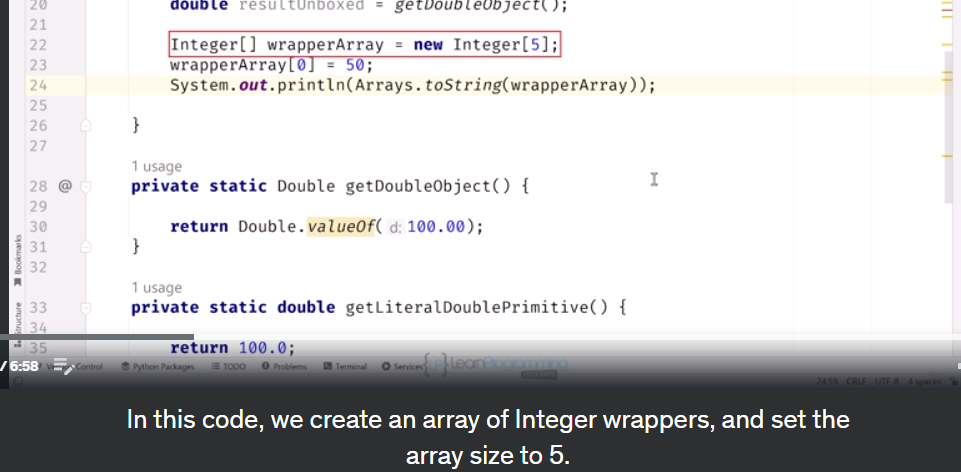 20 double resultUnboxed = getDoubleObject();
21
22 Integer[] wrapperArray = new Integer[5];
23 wrapperArray[0] = 50;
24 System.out.println(Arrays.toString(wrapperArray));
25
26 }
27
1 usage
28 @ private static Double getDoubleObject() {
29
30 return Double.valueOf( d: 100.00);
31 }
32
1 usage
33 private static double getLiteralDoublePrimitive() {
34
35 return 100.0;
Bookmarks
Structure
/ 6:58 Control Python Packages TODO Problems Terminal Services LearnProgramming
24:59 CRLF UTF-8 4 spaces
In this code, we create an array of Integer wrappers, and set the
array size to 5.